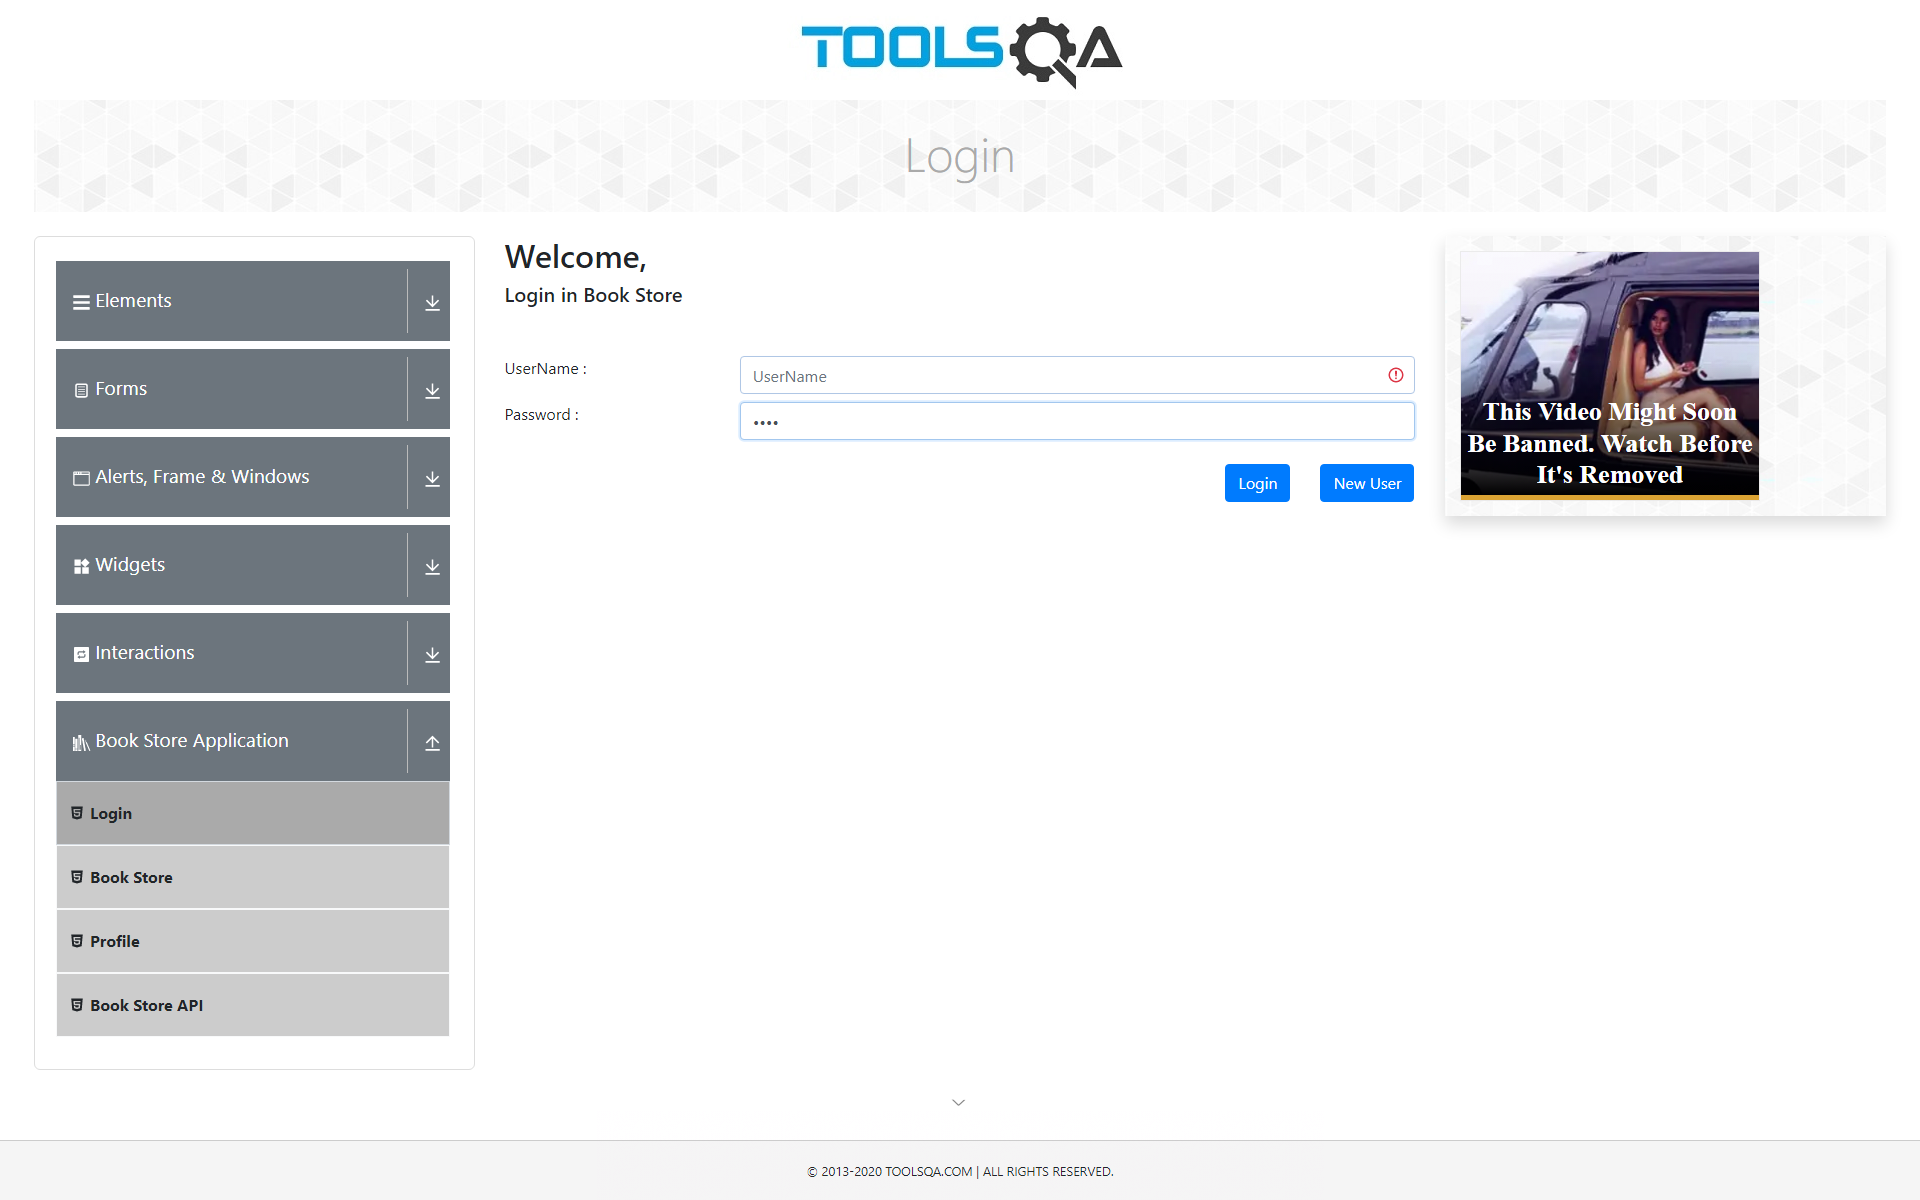 TOOLSQA
Login
Elements
Forms
Alerts, Frame & Windows
Widgets
Interactions
Book Store Application
Login
Book Store
Profile
Book Store API
Welcome,
Login in Book Store
UserName :
UserName
Password :
••••
Login
New User
This Video Might Soon
Be Banned. Watch Before
It's Removed
© 2013-2020 TOOLSQA.COM | ALL RIGHTS RESERVED.